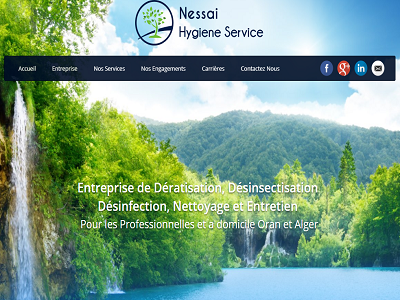 Nessai
Hygiene Service
Accueil Entreprise Nos Services Nos Engagements Carrières Contactez Nous
Entreprise de Dératisation, Désinsectisation
Désinfection, Nettoyage et Entretien
Pour les Professionnelles et à domicile Oran et Alger